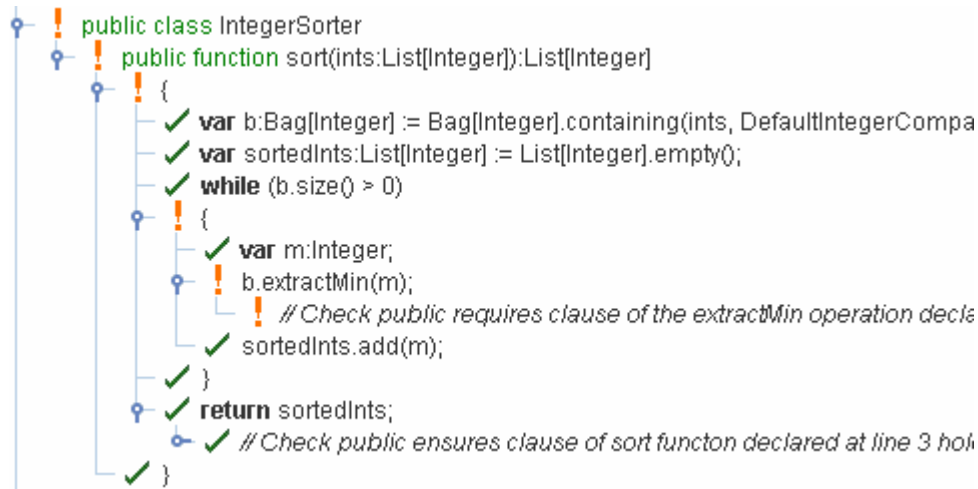 public class IntegerSorter
public function sort(ints:List[Integer]):List[Integer]
{
var b:Bag[Integer] := Bag[Integer].containing(ints, DefaultIntegerCompa
var sortedInts:List[Integer] := List[Integer].empty();
while (b.size() > 0)
{
var m:Integer;
b.extractMin(m);
// Check public requires clause of the extractMin operation decla
sortedInts.add(m);
}
return sortedInts;
// Check public ensures clause of sort functon declared at line 3 hol
}